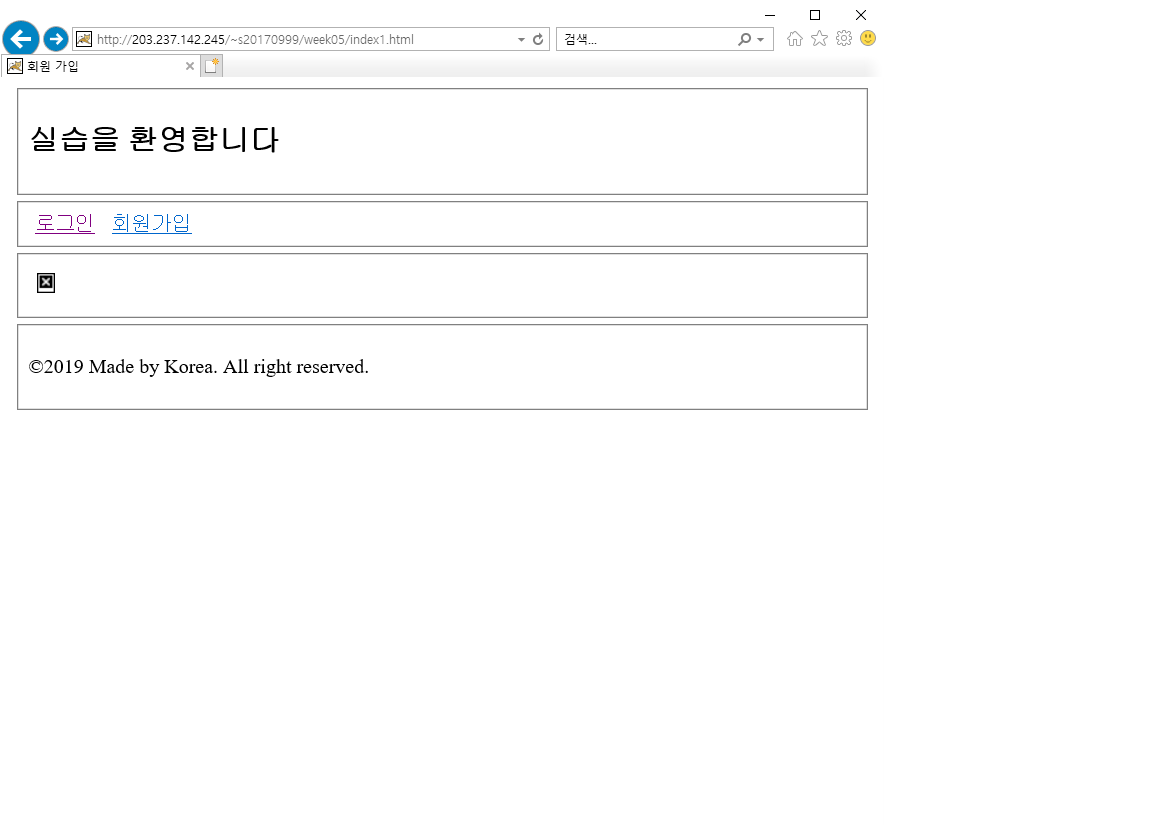 http://203.237.142.245/~s20170999/week05/index1.html
검색...
회원 가입
실습을 환영합니다
로그인 회원가입
©2019 Made by Korea. All right reserved.